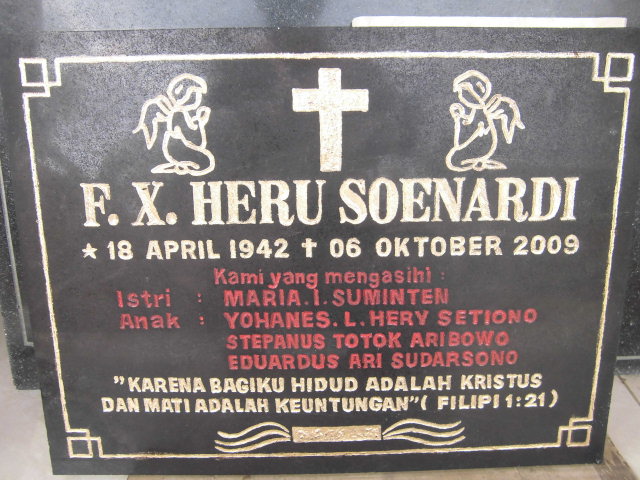 F. X. HERU SOENARDI
★ 18 APRIL 1942 ✝ 06 OKTOBER 2009
Kami yang mengasihi :
Istri : MARIA. I. SUMINTEN
Anak : YOHANES. L. HERY SETIONO
STEPANUS TOTOK ARIBOWO
EDUARDUS ARI SUDARSONO
"KARENA BAGIKU HIDUD ADALAH KRISTUS
DAN MATI ADALAH KEUNTUNGAN" ( FILIPI 1:21 )